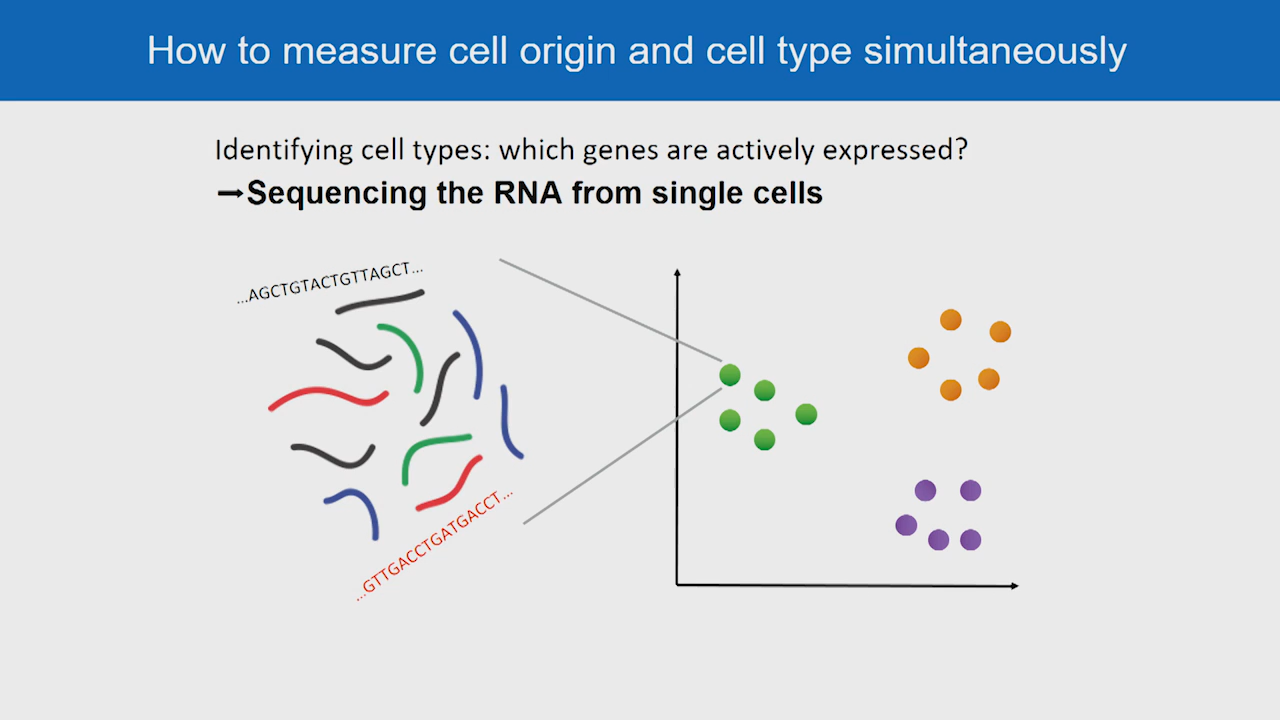 How to measure cell origin and cell type simultaneously
Identifying cell types: which genes are actively expressed?
➞Sequencing the RNA from single cells
...AGCTGTACTGTTAGCT...
...GTTGACCTGATGACCT...